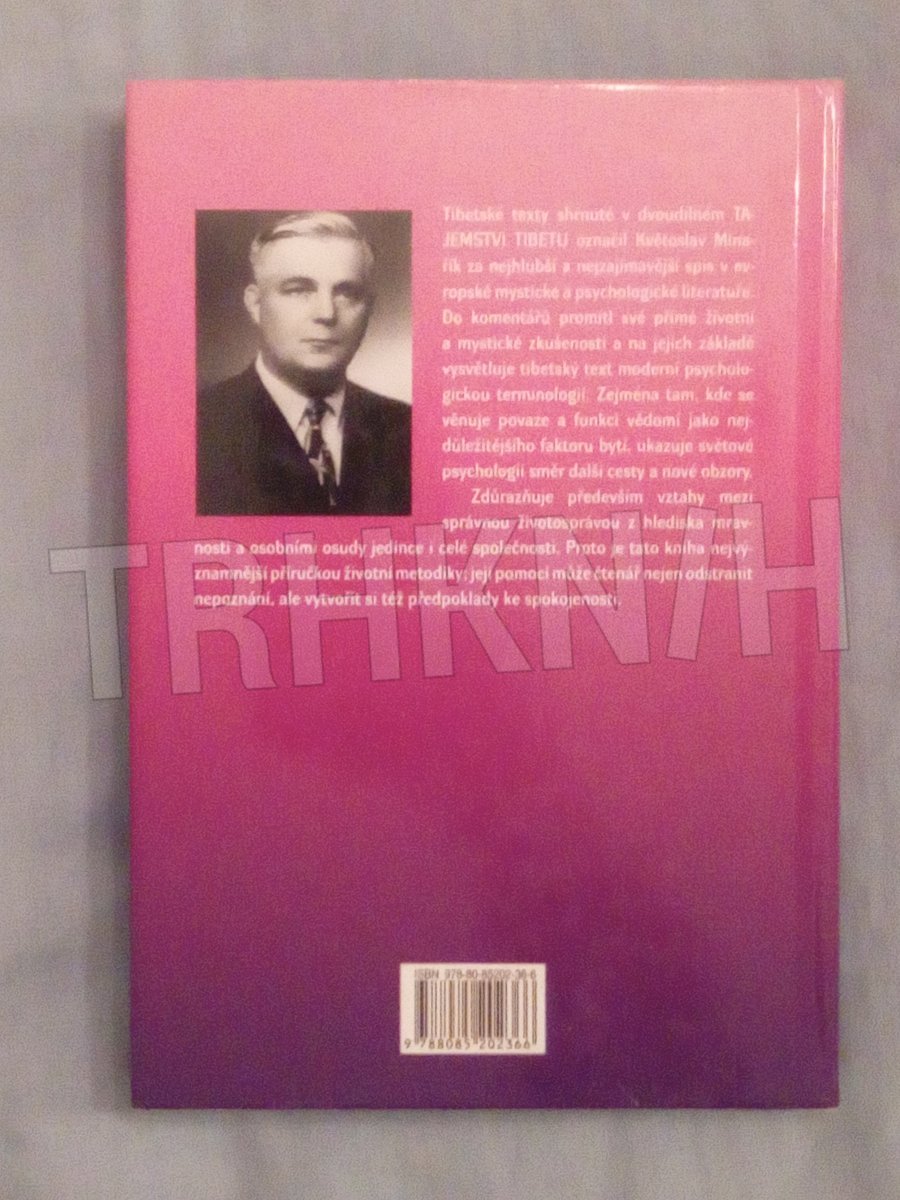 Tibetské texty shrnuté v dvoudílném TA-
JEMSTVÍ TIBETU označil Květoslav Mina-
řík za nejhlubší a nejzajímavější spis v ev-
ropské mystické a psychologické literatuře.
Do komentářů promítl své přímé životní
a mystické zkušenosti a na jejich základě
vysvětluje tibetský text moderní psycholo-
gickou terminologií. Zejména tam, kde se
věnuje povaze a funkci vědomí jako nej-
důležitějšího faktoru bytí, ukazuje světové
psychologii směr další cesty a nové obzory.
Zdůrazňuje především vztahy mezi
správnou životosprávou z hlediska mrav-
nosti a osobními osudy jedince i celé společnosti. Proto je tato kniha nejvý-
znamnější příručkou životní metodiky; její pomocí může čtenář nejen odstranit
nepoznání, ale vytvořit si též předpoklady ke spokojenosti.
TRHKNIH
ISBN 978-80-85202-36-6
9 788085 202366